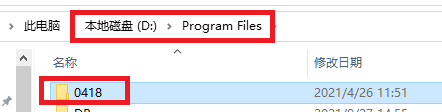 此电脑 > 本地磁盘 (D:) > Program Files >
名称 修改日期
0418 2021/4/26 11:51